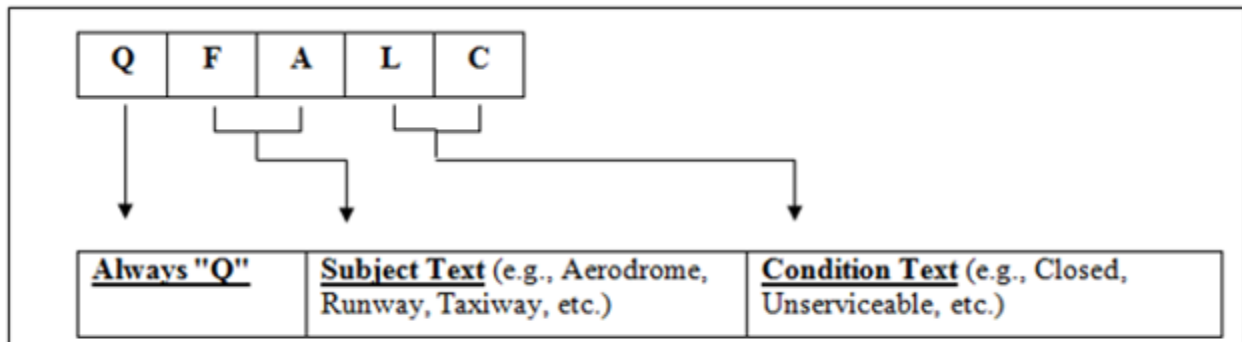 Q F A L C
Always "Q"
Subject Text (e.g., Aerodrome,
Runway, Taxiway, etc.)
Condition Text (e.g., Closed,
Unserviceable, etc.)